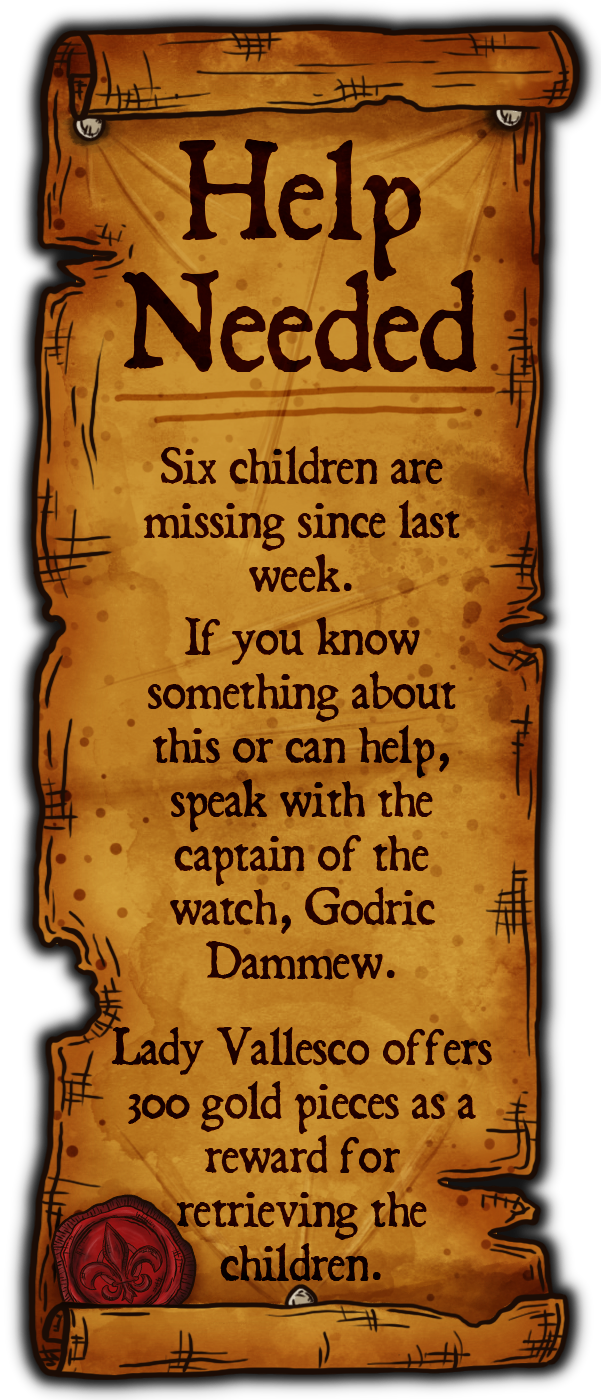 Help
Needed
Six children are
missing since last
week.
If you know
something about
this or can help,
speak with the
captain of the
watch, Godric
Dammew.
Lady Vallesco offers
300 gold pieces as a
reward for
retrieving the
children.